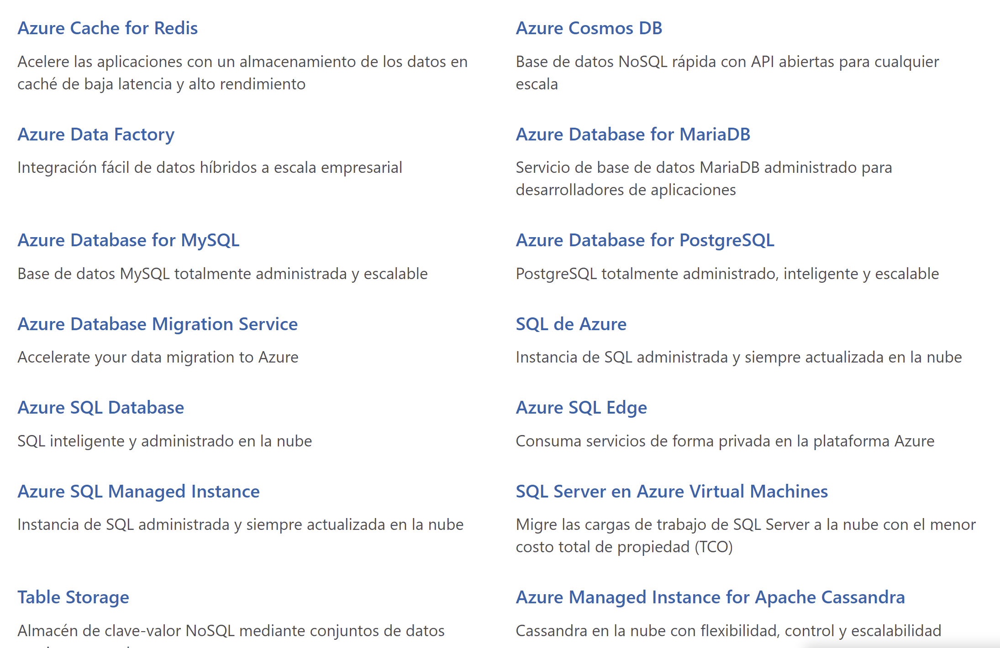 Azure Cache for Redis
Acelere las aplicaciones con un almacenamiento de los datos en
caché de baja latencia y alto rendimiento
Azure Cosmos DB
Base de datos NoSQL rápida con API abiertas para cualquier
escala
Azure Data Factory
Integración fácil de datos híbridos a escala empresarial
Azure Database for MariaDB
Servicio de base de datos MariaDB administrado para
desarrolladores de aplicaciones
Azure Database for MySQL
Base de datos MySQL totalmente administrada y escalable
Azure Database for PostgreSQL
PostgreSQL totalmente administrado, inteligente y escalable
Azure Database Migration Service
Accelerate your data migration to Azure
SQL de Azure
Instancia de SQL administrada y siempre actualizada en la nube
Azure SQL Database
SQL inteligente y administrado en la nube
Azure SQL Edge
Consuma servicios de forma privada en la plataforma Azure
Azure SQL Managed Instance
Instancia de SQL administrada y siempre actualizada en la nube
SQL Server en Azure Virtual Machines
Migre las cargas de trabajo de SQL Server a la nube con el menor
costo total de propiedad (TCO)
Table Storage
Almacén de clave-valor NoSQL mediante conjuntos de datos
Azure Managed Instance for Apache Cassandra
Cassandra en la nube con flexibilidad, control y escalabilidad